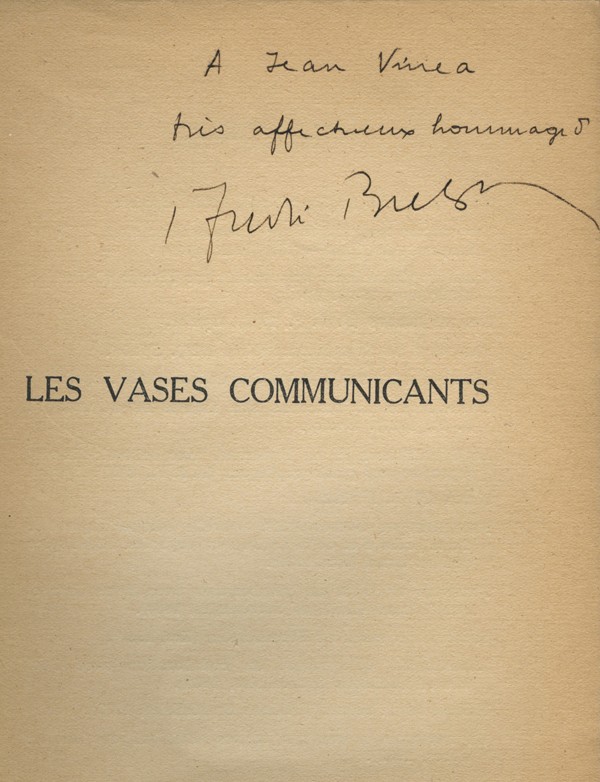 A Jean Vinea
très affectueux hommage
André Breton
LES VASES COMMUNICANTS